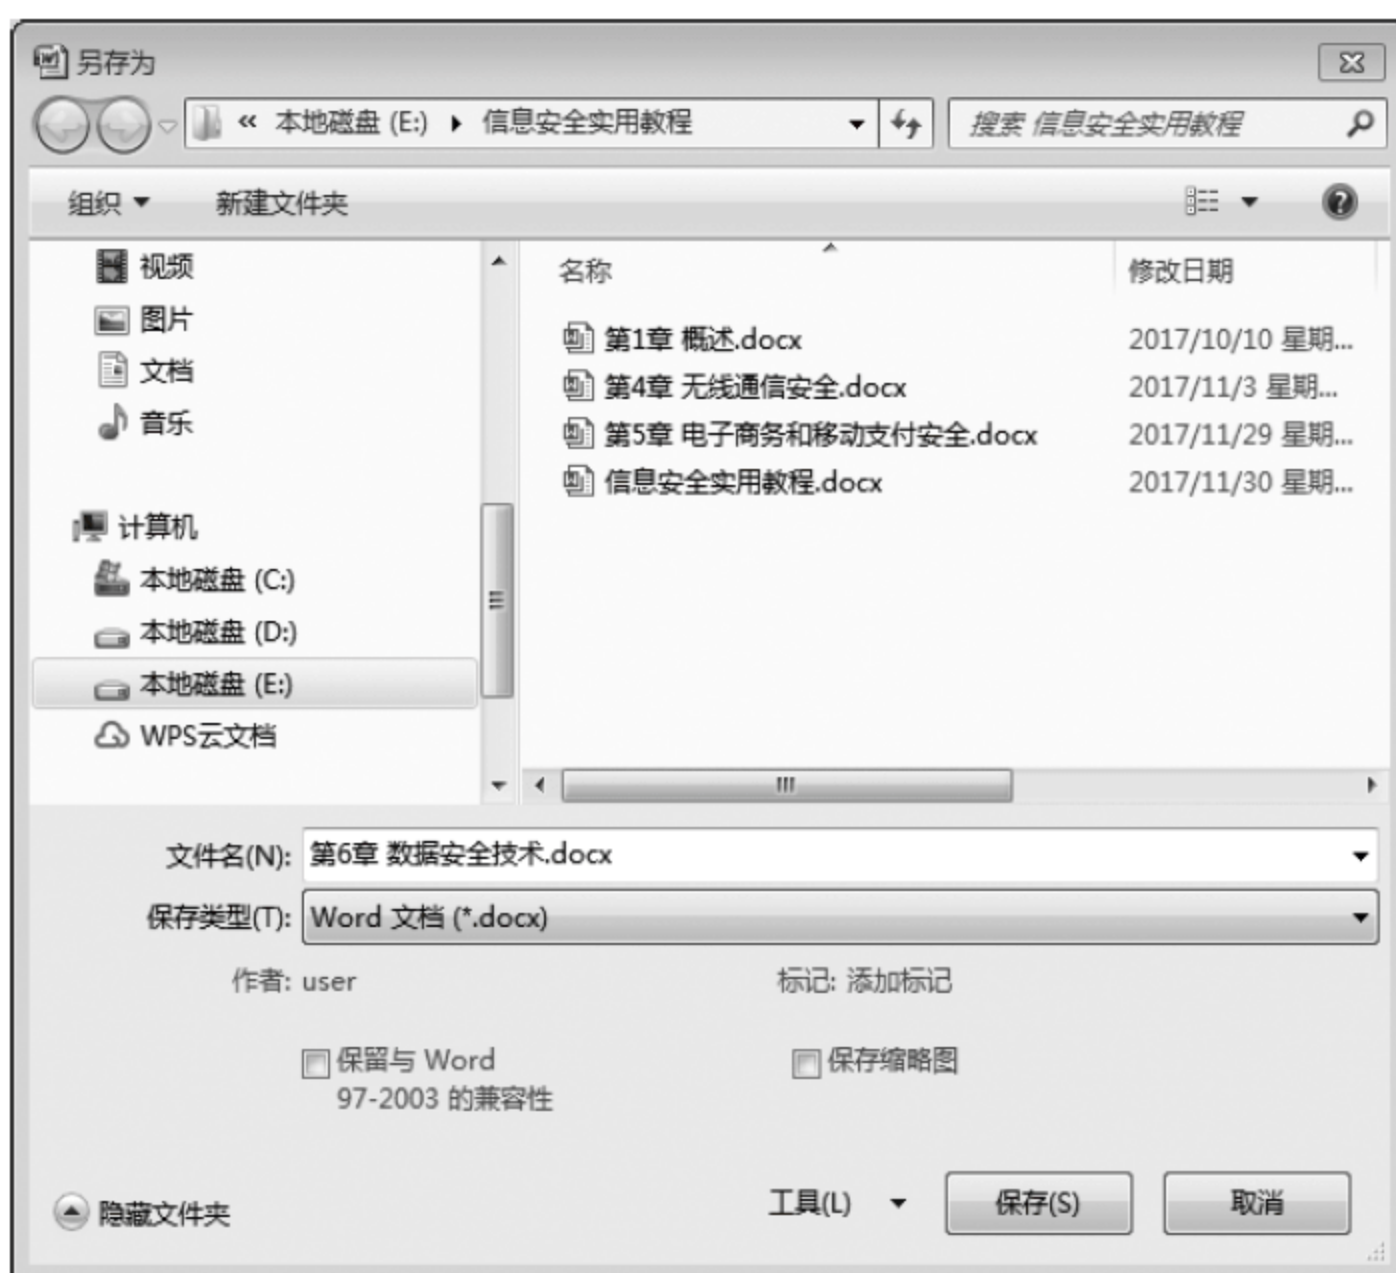 另存为
« 本地磁盘 (E:) ▸ 信息安全实用教程
搜索 信息安全实用教程
组织 新建文件夹
视频
图片
文档
音乐
计算机
本地磁盘 (C:)
本地磁盘 (D:)
本地磁盘 (E:)
WPS云文档
名称 修改日期
第1章 概述.docx 2017/10/10 星期...
第4章 无线通信安全.docx 2017/11/3 星期...
第5章 电子商务和移动支付安全.docx 2017/11/29 星期...
信息安全实用教程.docx 2017/11/30 星期...
文件名(N): 第6章 数据安全技术.docx
保存类型(T): Word 文档 (*.docx)
作者: user 标记: 添加标记
保留与 Word
97-2003 的兼容性
保存缩略图
隐藏文件夹 工具(L) 保存(S) 取消